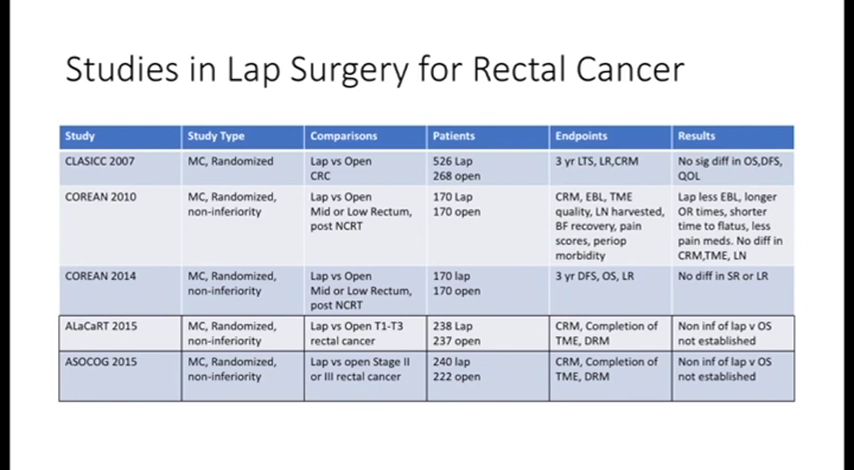 Studies in Lap Surgery for Rectal Cancer
Study Study Type Comparisons Patients Endpoints Results
CLASICC 2007 MC, Randomized Lap vs Open 526 Lap 3 yr LTS, LR,CRM No sig diff in OS,DFS,
CRC 268 open QOL
COREAN 2010 MC, Randomized, Lap vs Open 170 Lap CRM, EBL, TME Lap less EBL, longer
non-inferiority Mid or Low Rectum, 170 open quality, LN harvested, OR times, shorter
post NCRT BF recovery, pain time to flatus, less
scores, periop pain meds. No diff in
morbidity CRM,TME, LN
COREAN 2014 MC, Randomized, Lap vs Open 170 lap 3 yr DFS, OS, LR No diff in SR or LR
non-inferiority Mid or Low Rectum, 170 open
post NCRT
ALaCaRT 2015 MC, Randomized, Lap vs Open T1-T3 238 Lap CRM, Completion of Non inf of lap v OS
non-inferiority rectal cancer 237 open TME, DRM not established
ASOCOG 2015 MC, Randomized, Lap vs open Stage II 240 lap CRM, Completion of Non inf of lap v OS
non-inferiority or III rectal cancer 222 open TME, DRM not established